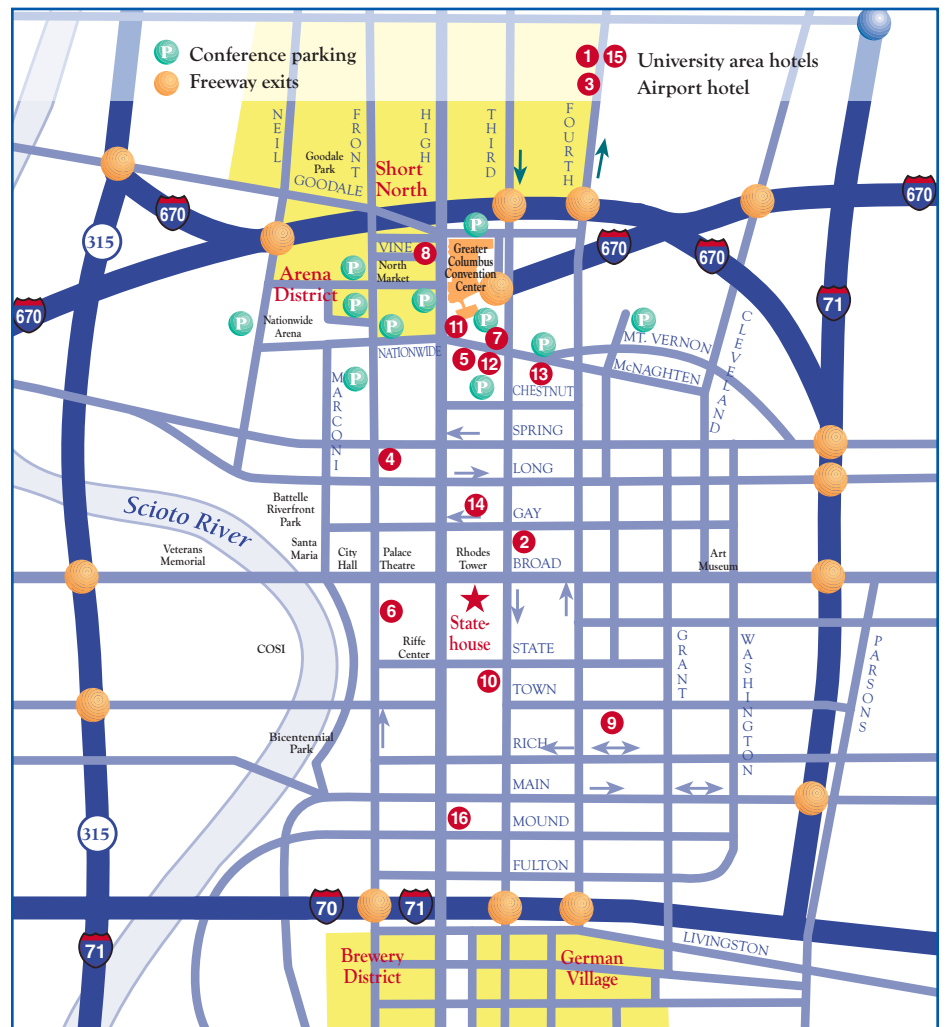 P Conference parking
Freeway exits
1 15 University area hotels
3 Airport hotel
NEIL
FRONT
HIGH
THIRD
FOURTH
Goodale
Park
GOODALE
Short
North
670
315
670
670
670
670
71
P
VINE
8
Greater
Columbus
Convention
Center
North
Market
P
Arena
District
P
P
P
P
Nationwide
Arena
11
P
7
P
P
MT. VERNON
CLEVELAND
NATIONWIDE
5
12
13
McNAGHTEN
P
P
CHESTNUT
MARCONI
SPRING
4
LONG
14
GAY
Scioto River
Battelle
Riverfront
Park
Santa
Maria
Veterans
Memorial
City
Hall
Palace
Theatre
Rhodes
Tower
2
BROAD
Art
Museum
6
State-
house
Riffe
Center
COSI
STATE
GRANT
WASHINGTON
PARSONS
10
TOWN
9
Bicentennial
Park
RICH
MAIN
16
MOUND
315
FULTON
70
71
71
LIVINGSTON
Brewery
District
German
Village